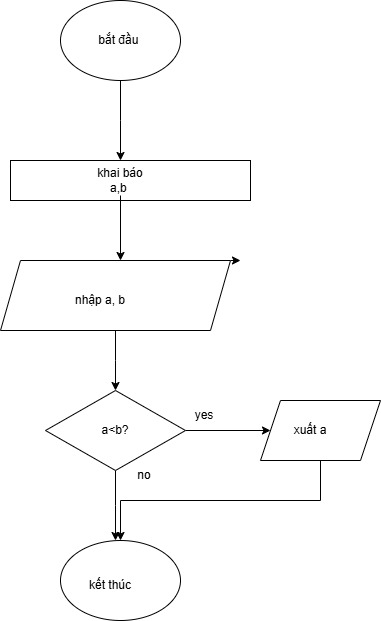 bắt đầu
khai báo
a,b
nhập a, b
a<b?
yes
xuất a
no
kết thúc